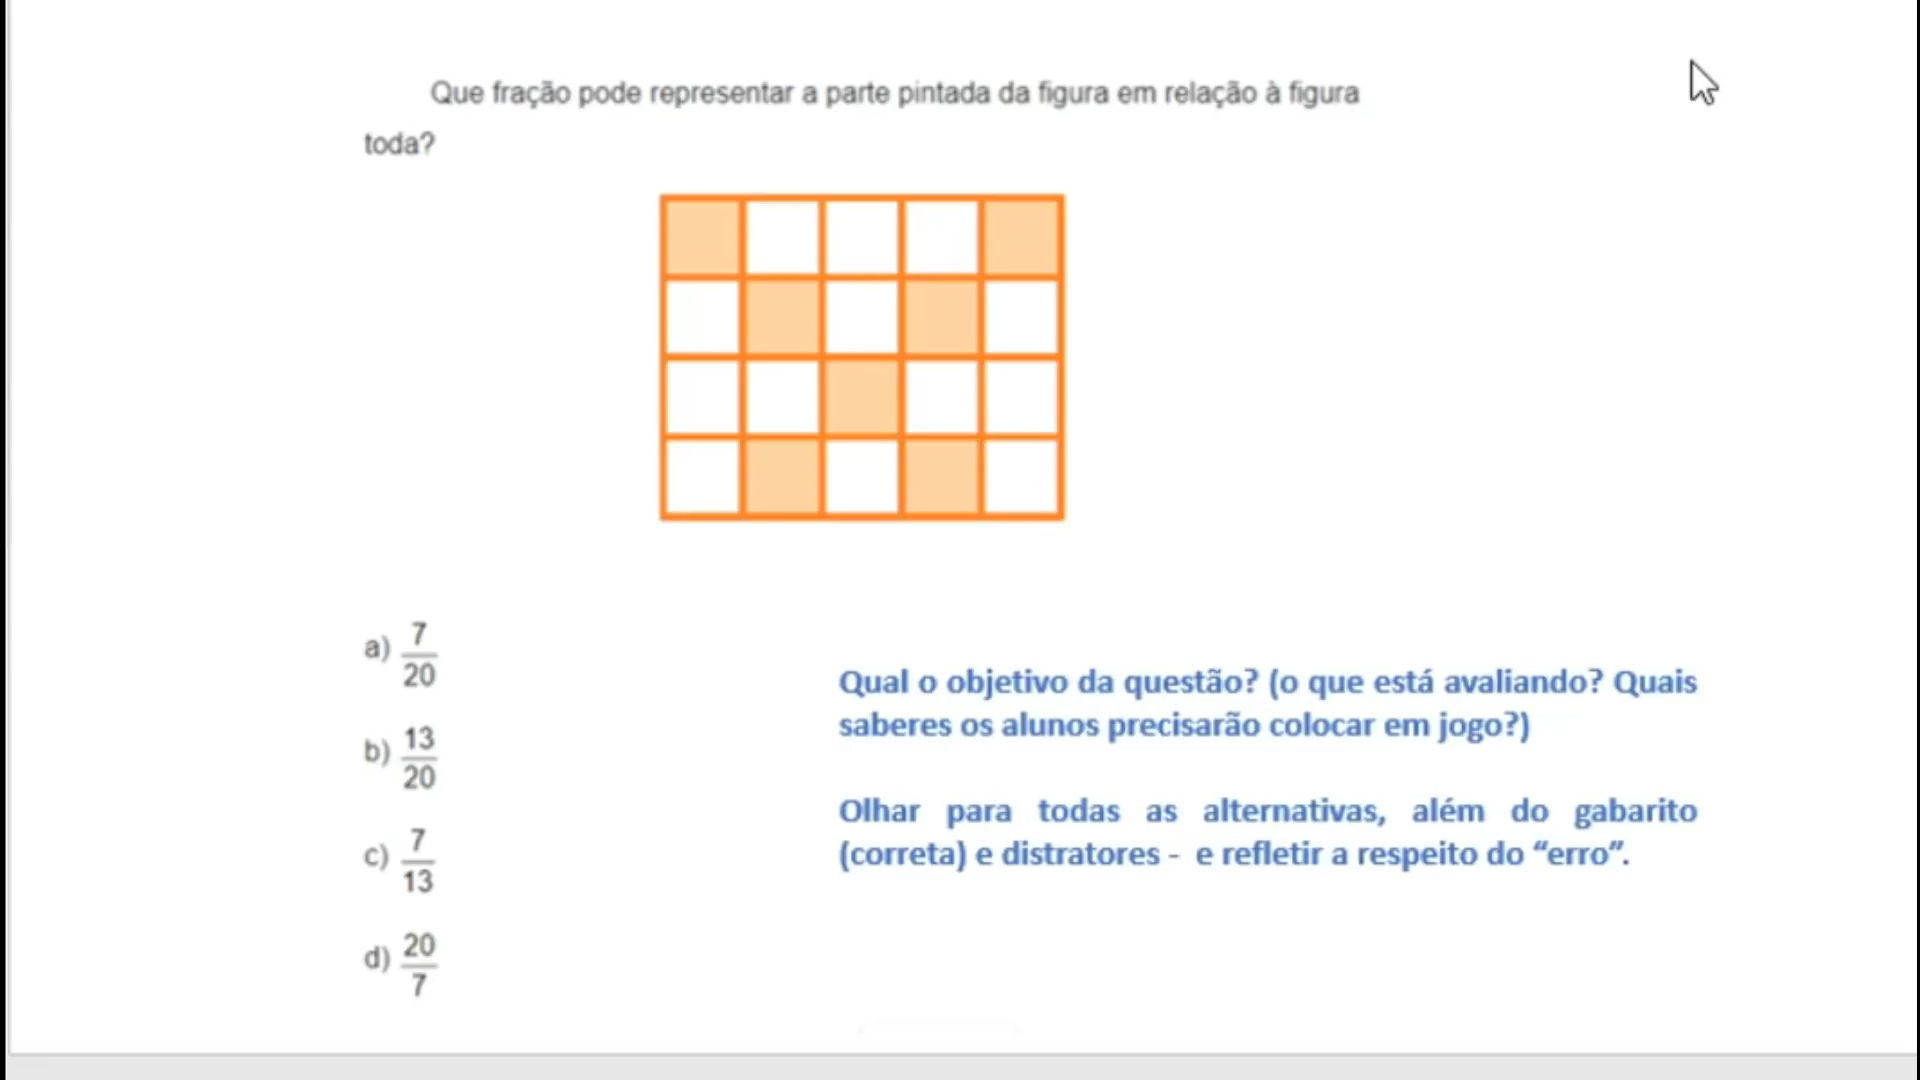 Que fração pode representar a parte pintada da figura em relação à figura
toda?
a) 7/20
b) 13/20
c) 7/13
d) 20/7
Qual o objetivo da questão? (o que está avaliando? Quais
saberes os alunos precisarão colocar em jogo?)
Olhar para todas as alternativas, além do gabarito
(correta) e distratores - e refletir a respeito do “erro”.